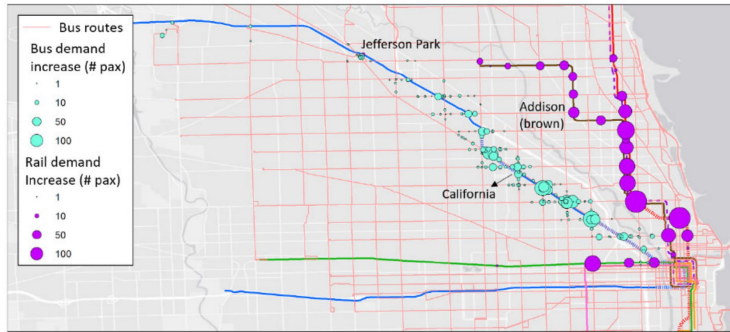 Bus routes
Bus demand
increase (# pax)
1
10
50
100
Rail demand
Increase (# pax)
1
10
50
100
Jefferson Park
Addison
(brown)
California